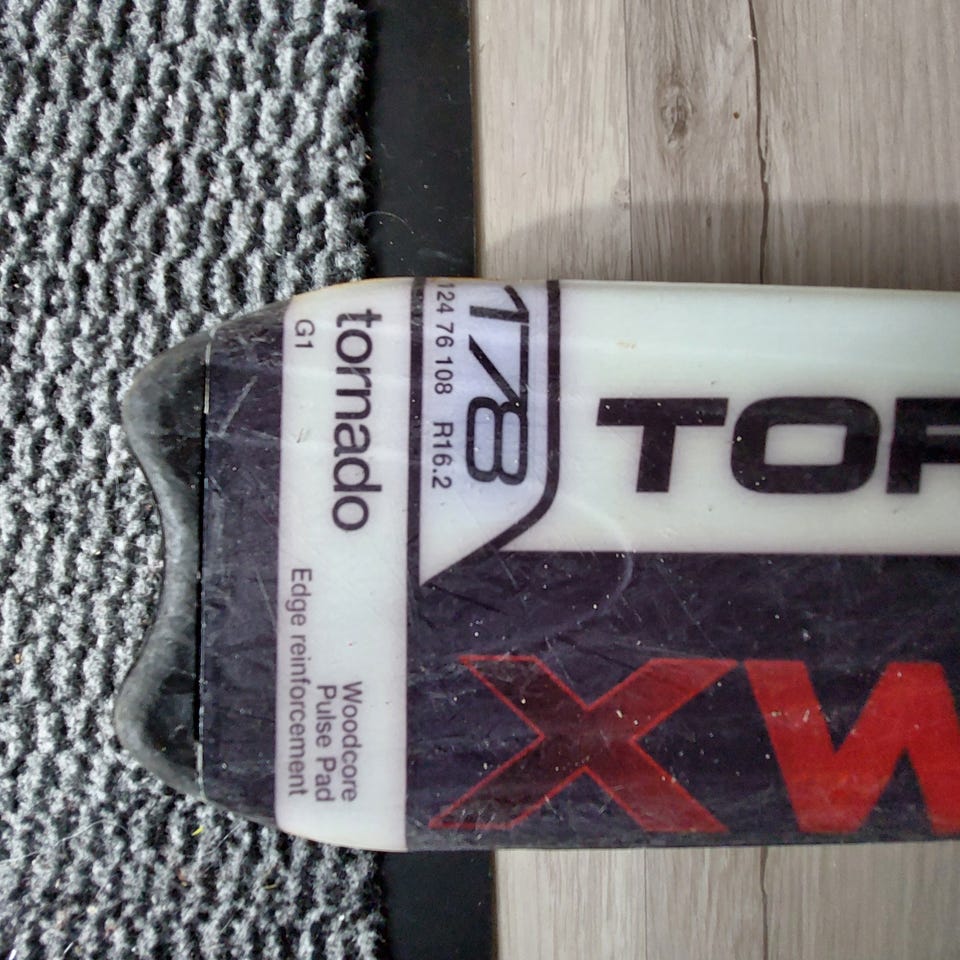 178
124 76 108 R16.2
tornado
G1
Woodcore
Pulse Pad
Edge reinforcement
TOR
XW